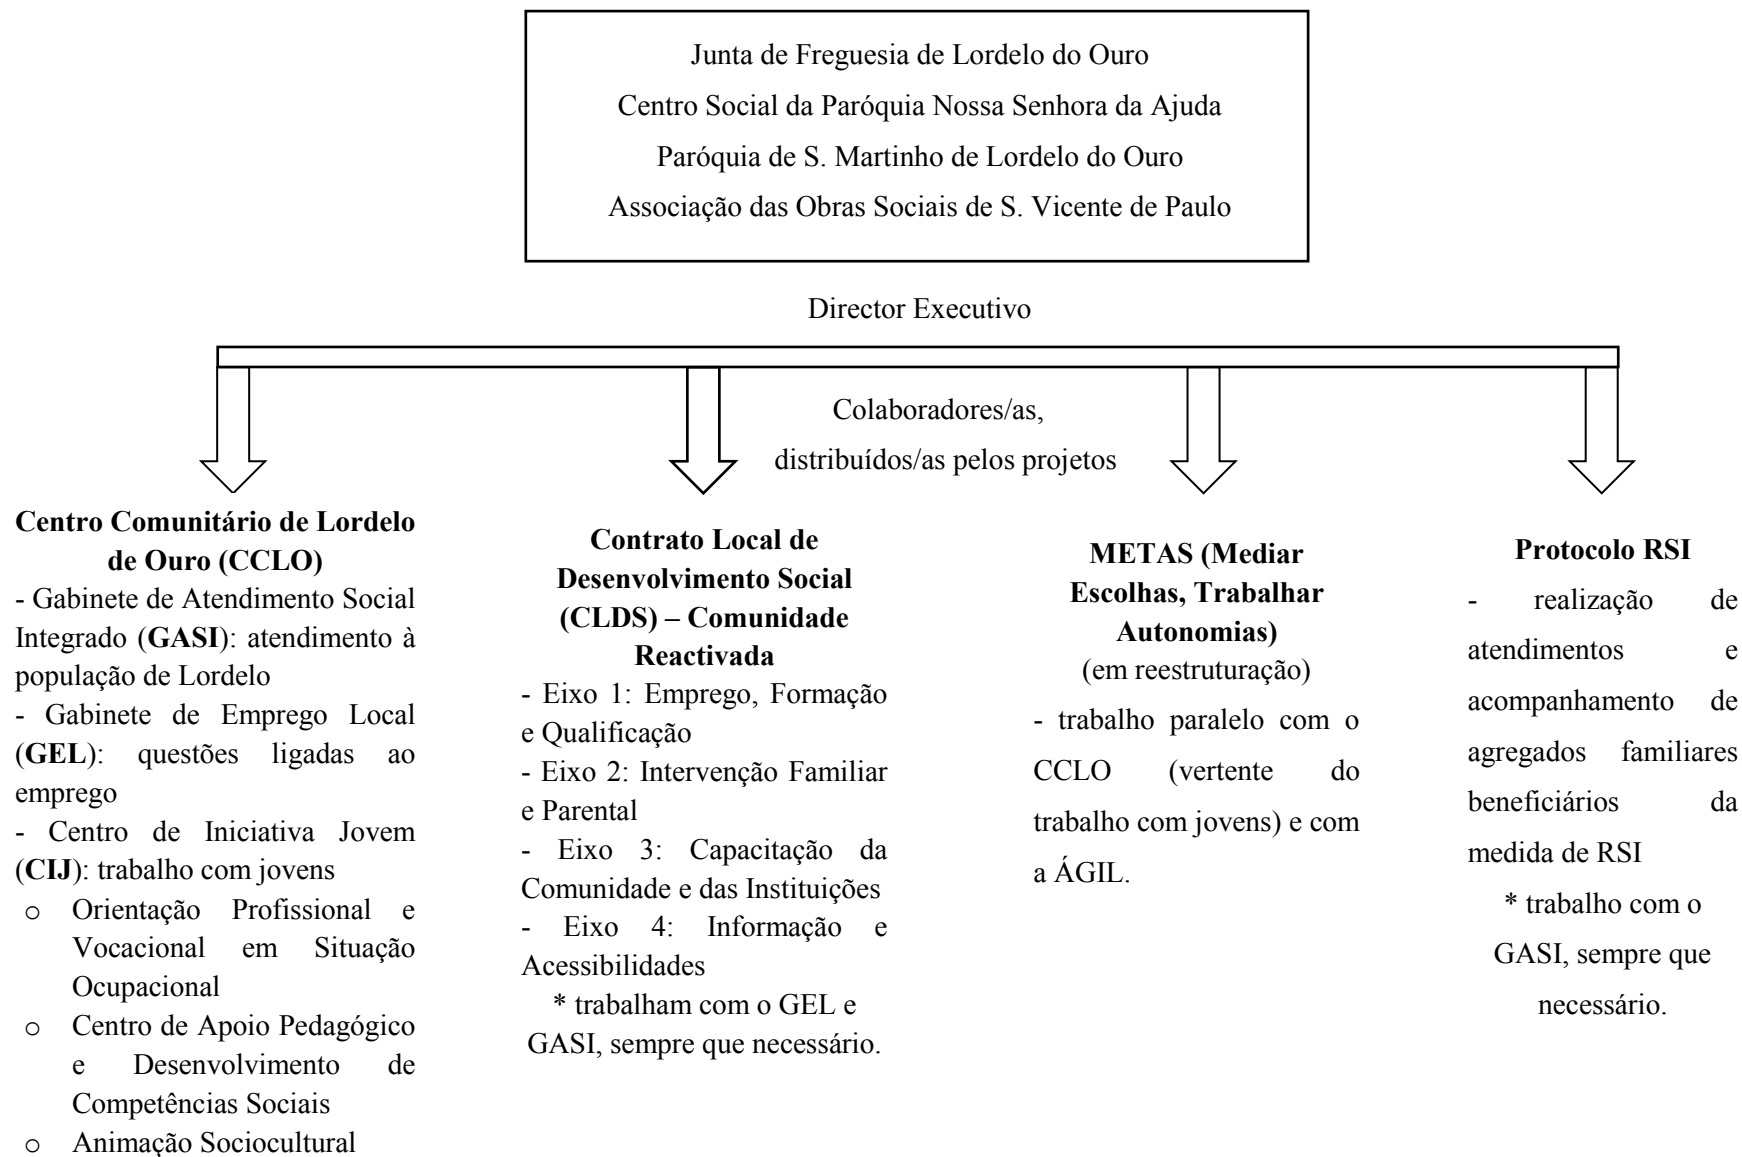 Junta de Freguesia de Lordelo do Ouro
Centro Social da Paróquia Nossa Senhora da Ajuda
Paróquia de S. Martinho de Lordelo do Ouro
Associação das Obras Sociais de S. Vicente de Paulo
Director Executivo
Colaboradores/as,
distribuídos/as pelos projetos
Centro Comunitário de Lordelo
de Ouro (CCLO)
- Gabinete de Atendimento Social
Integrado (GASI): atendimento à
população de Lordelo
- Gabinete de Emprego Local
(GEL): questões ligadas ao
emprego
- Centro de Iniciativa Jovem
(CIJ): trabalho com jovens
o Orientação Profissional e
Vocacional em Situação
Ocupacional
o Centro de Apoio Pedagógico
e Desenvolvimento de
Competências Sociais
o Animação Sociocultural
Contrato Local de
Desenvolvimento Social
(CLDS) – Comunidade
Reactivada
- Eixo 1: Emprego, Formação
e Qualificação
- Eixo 2: Intervenção Familiar
e Parental
- Eixo 3: Capacitação da
Comunidade e das Instituições
- Eixo 4: Informação e
Acessibilidades
* trabalham com o GEL e
GASI, sempre que necessário.
METAS (Mediar
Escolhas, Trabalhar
Autonomias)
(em reestruturação)
- trabalho paralelo com o
CCLO (vertente do
trabalho com jovens) e com
a ÁGIL.
Protocolo RSI
- realização de
atendimentos e
acompanhamento de
agregados familiares
beneficiários da
medida de RSI
* trabalho com o
GASI, sempre que
necessário.